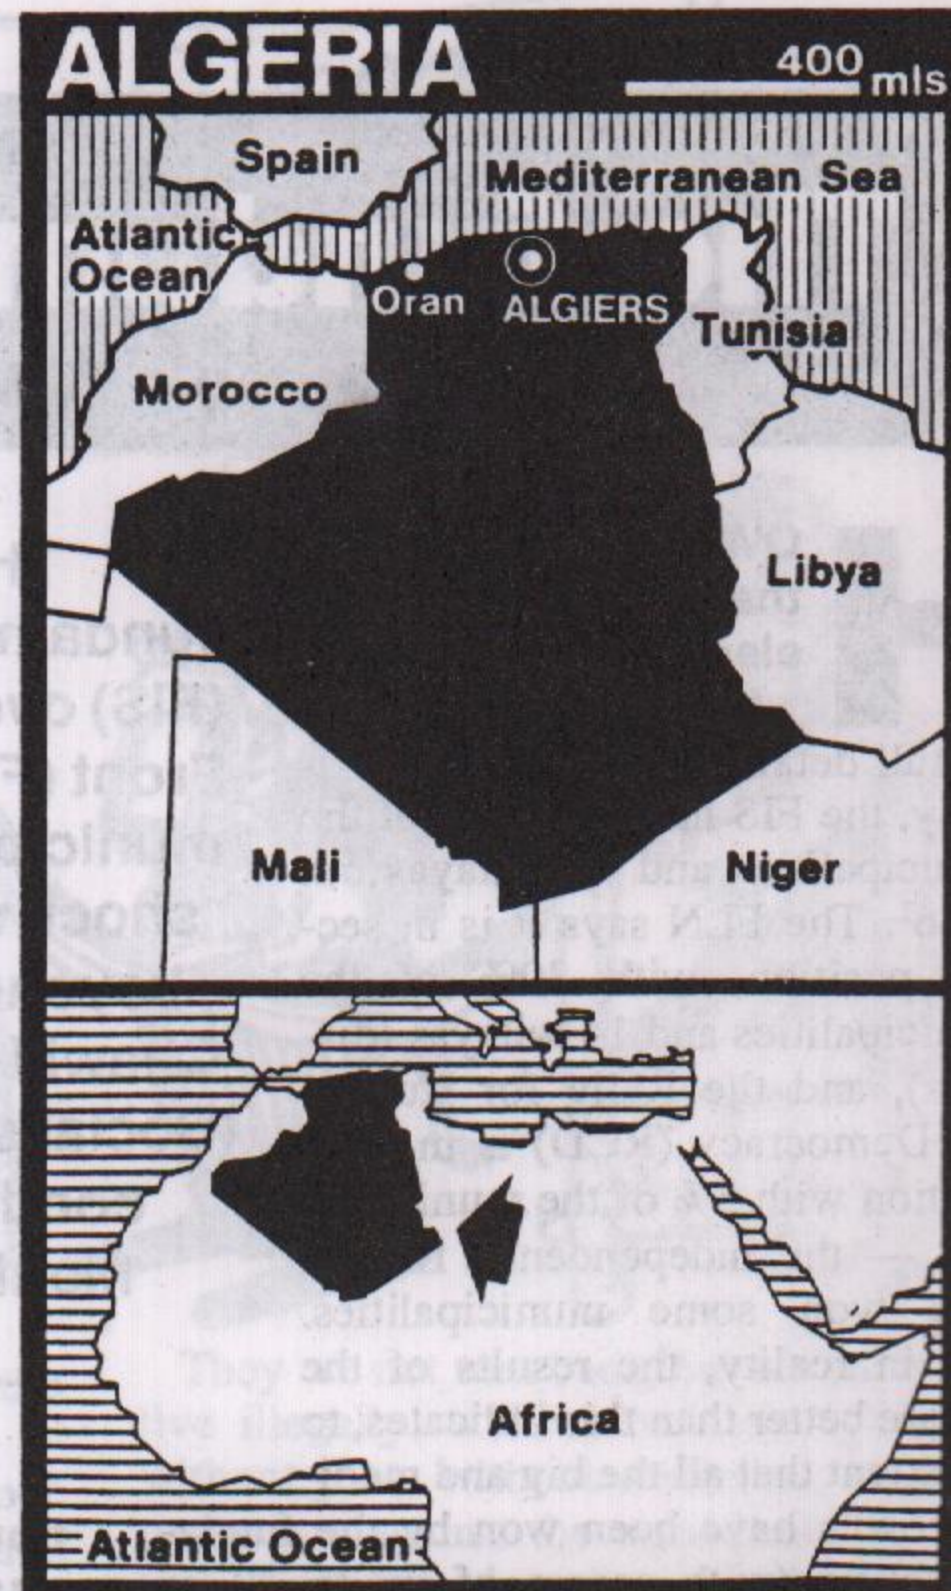 ALGERIA
400 mls
Spain
Mediterranean Sea
Atlantic
Ocean
Oran
ALGIERS
Tunisia
Morocco
Libya
Mali
Niger
Africa
Atlantic Ocean